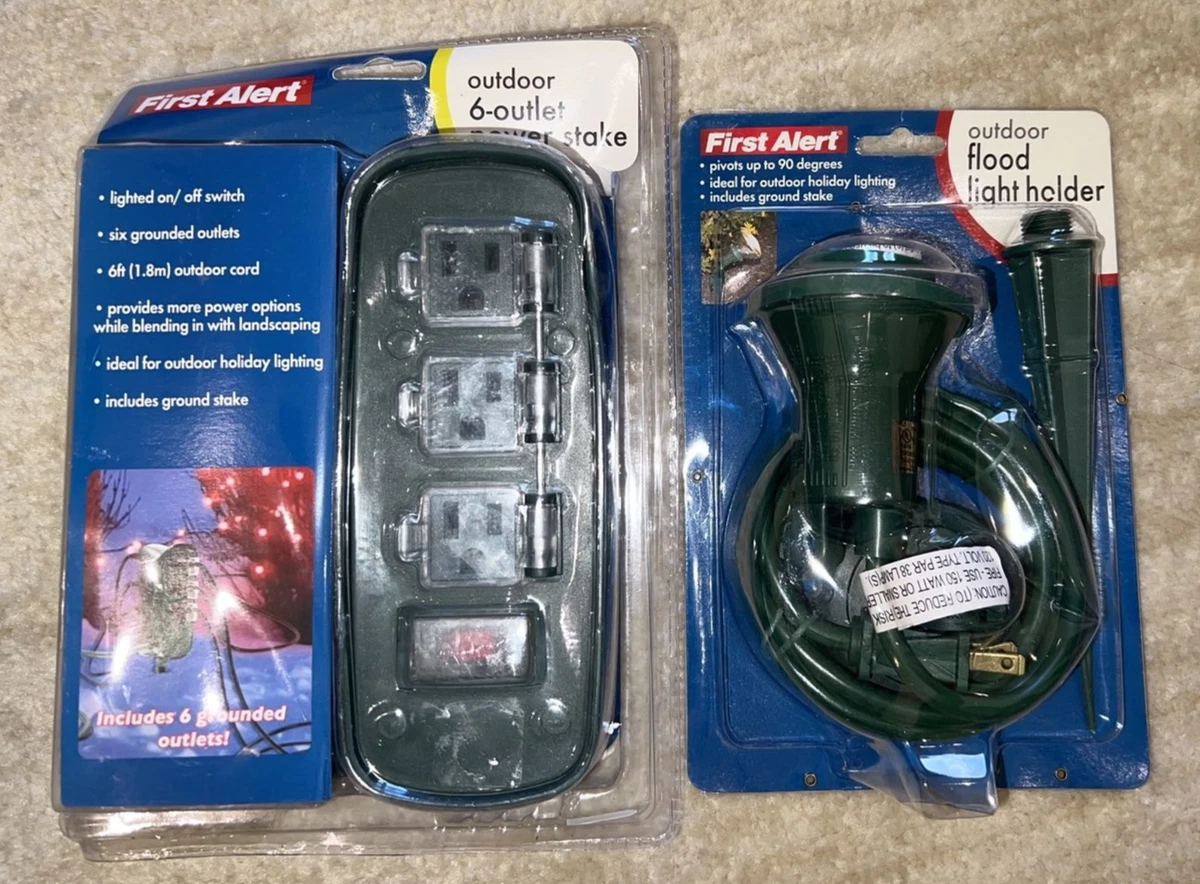 First Alert®
outdoor
6-outlet
power stake
• lighted on/ off switch
• six grounded outlets
• 6ft (1.8m) outdoor cord
• provides more power options
while blending in with landscaping
• ideal for outdoor holiday lighting
• includes ground stake
Includes 6 grounded
outlets!
First Alert®
• pivots up to 90 degrees
• ideal for outdoor holiday lighting
• includes ground stake
outdoor
flood
light holder
CAUTION: (TO REDUCE THE RISK
FIRE - USE 150 WATT OR SMALLER
120 VOLT, TYPE PAR 38 LAMP(S).